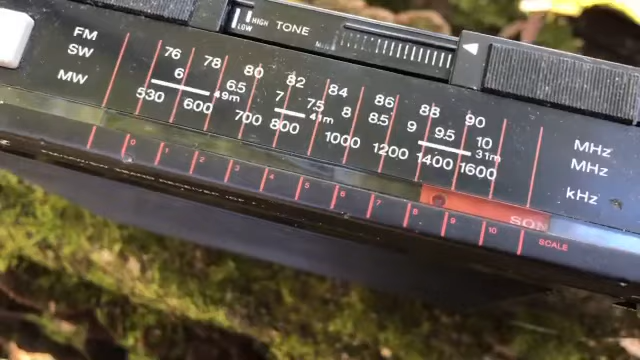 HIGH
LOW
TONE
FM 76 78 80 82 84 86 88 90 MHz
SW 6 6.5 7 7.5 8 8.5 9 9.5 10 MHz
49m 41m 31m
MW 530 600 700 800 1000 1200 1400 1600 kHz
0 1 2 3 4 5 6 7 8 9 10 SCALE
SON